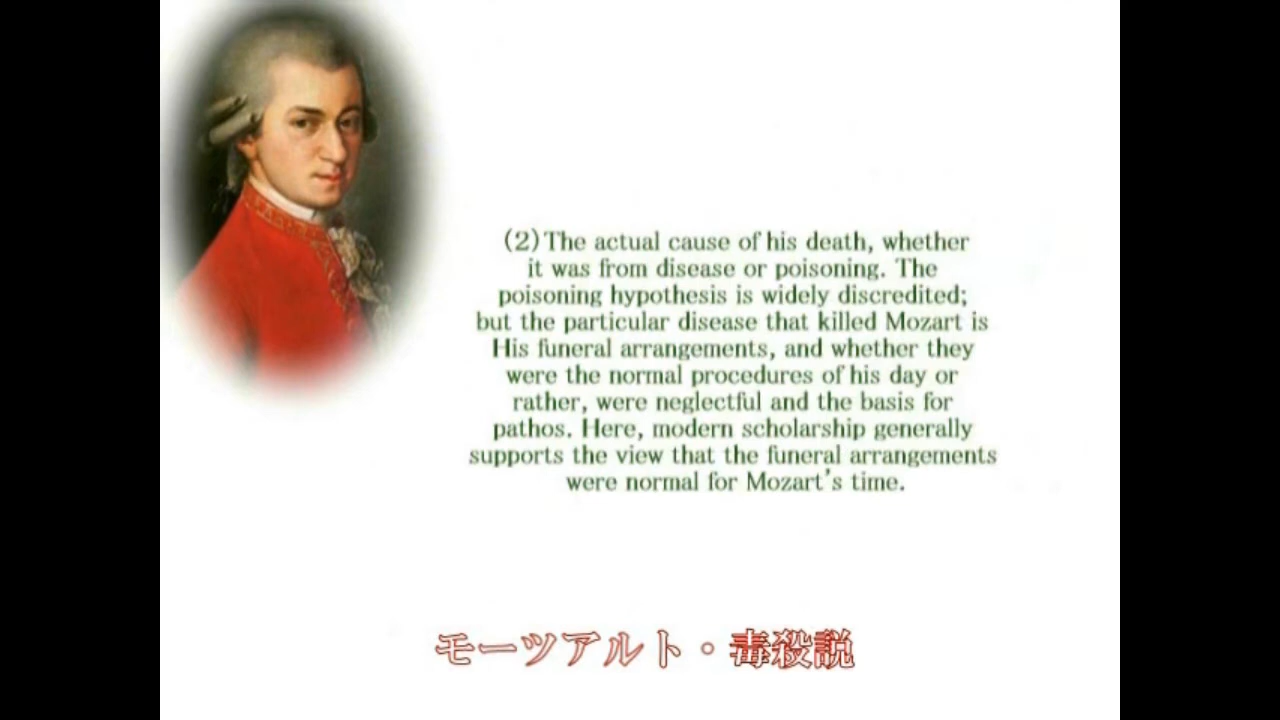 (2)The actual cause of his death, whether
it was from disease or poisoning. The
poisoning hypothesis is widely discredited;
but the particular disease that killed Mozart is
His funeral arrangements, and whether they
were the normal procedures of his day or
rather, were neglectful and the basis for
pathos. Here, modern scholarship generally
supports the view that the funeral arrangements
were normal for Mozart's time.
モーツアルト・毒殺説